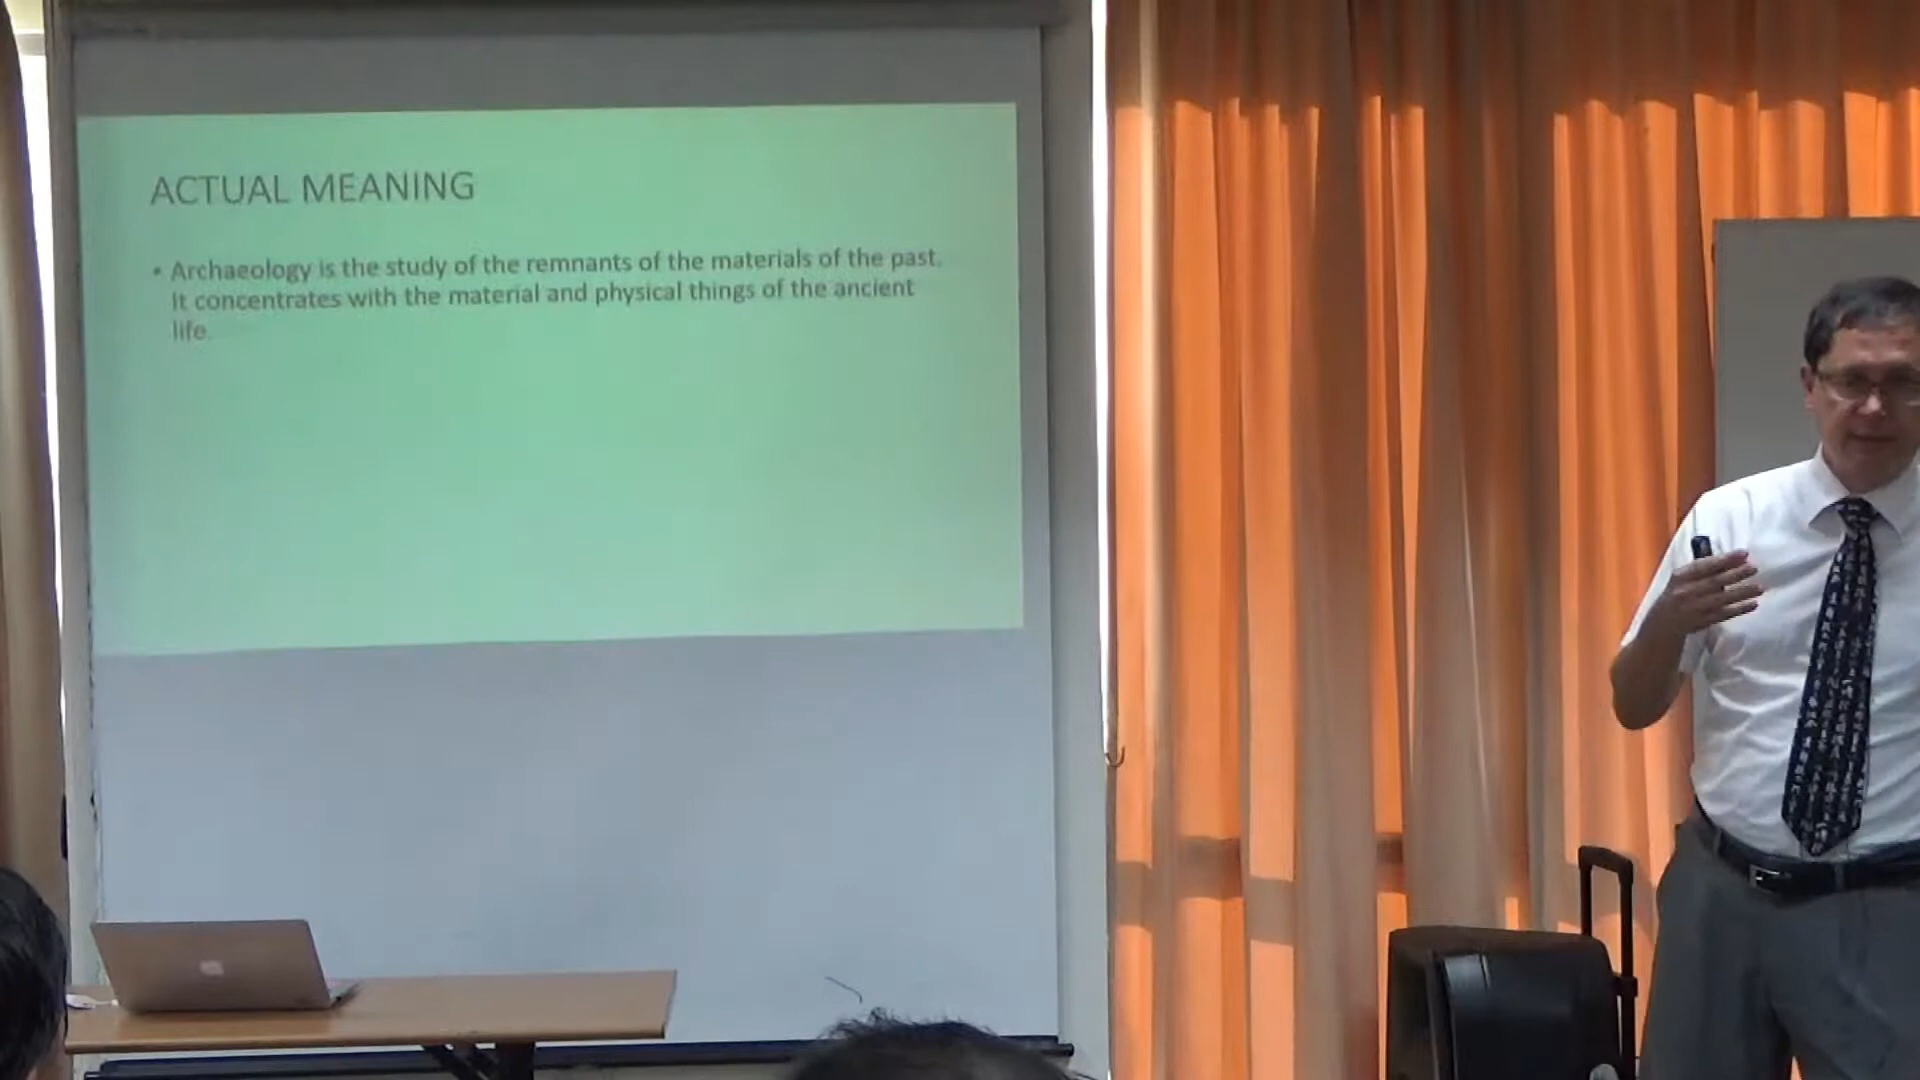 ACTUAL MEANING
• Archaeology is the study of the remnants of the materials of the past.
It concentrates with the material and physical things of the ancient
life.